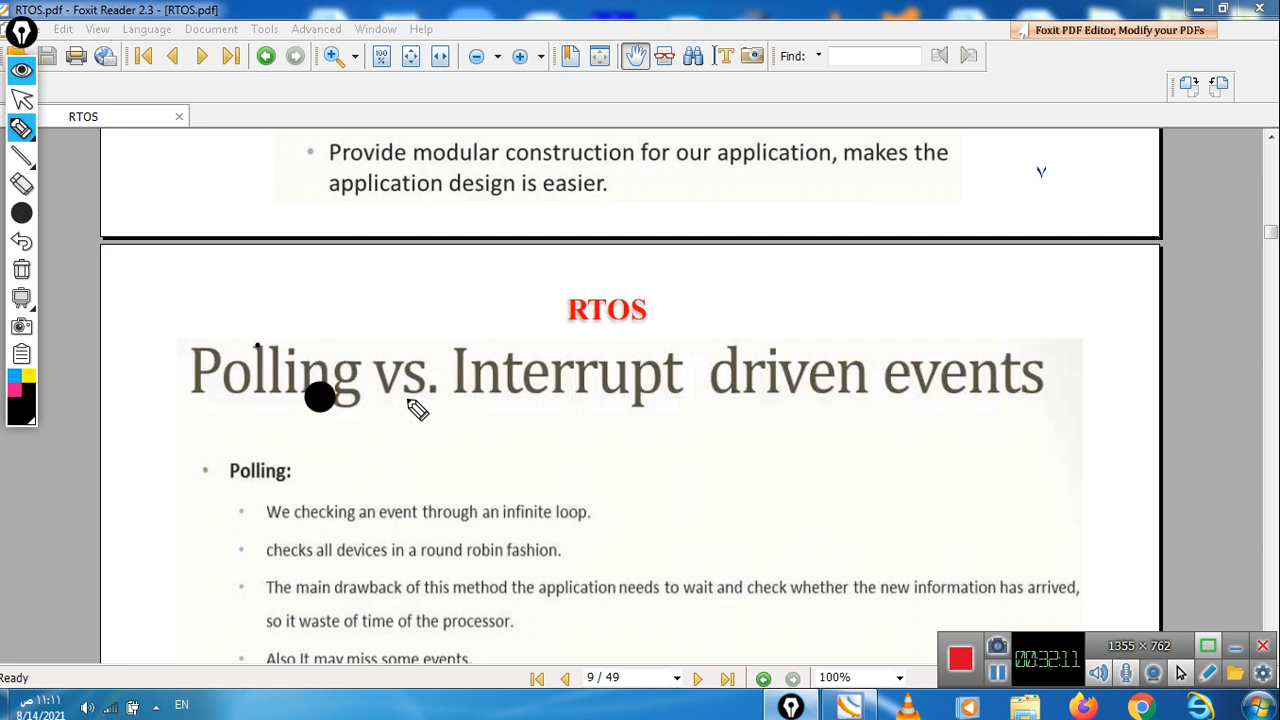 RTOS.pdf - Foxit Reader 2.3 - [RTOS.pdf]
Edit View Language Document Tools Advanced Window Help
Foxit PDF Editor, Modify your PDFs
Find:
RTOS
• Provide modular construction for our application, makes the
application design is easier.
٧
RTOS
Polling vs. Interrupt driven events
• Polling:
• We checking an event through an infinite loop.
• checks all devices in a round robin fashion.
• The main drawback of this method the application needs to wait and check whether the new information has arrived,
so it waste of time of the processor.
• Also It may miss some events.
1355 × 762
00:32:11
Ready
9 / 49
100%
١١:١١ ص
EN
8/14/2021